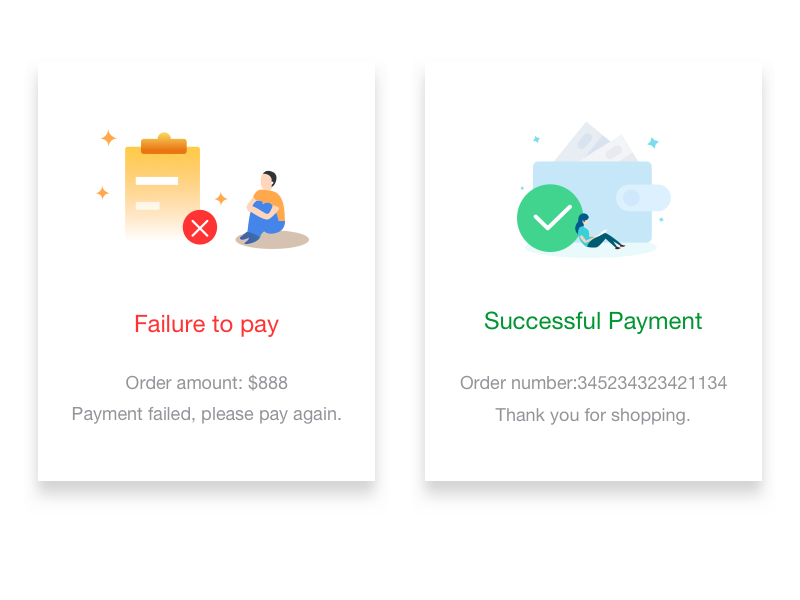 Failure to pay
Order amount: $888
Payment failed, please pay again.
Successful Payment
Order number:345234323421134
Thank you for shopping.